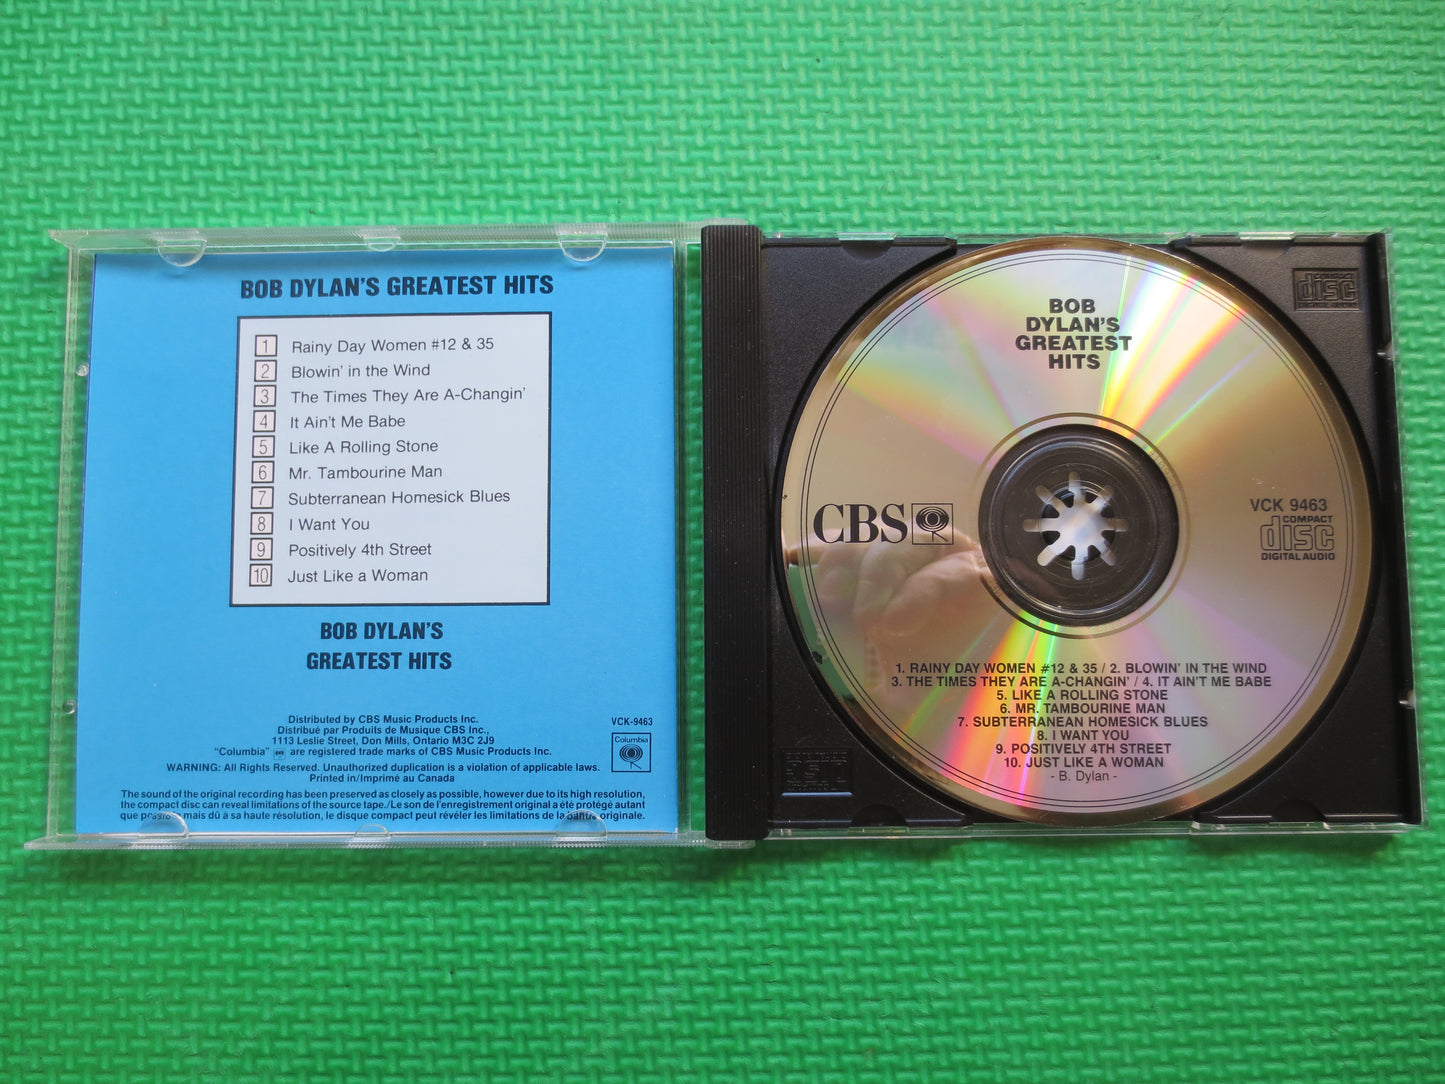 BOB DYLAN'S GREATEST HITS
1 Rainy Day Women #12 & 35
2 Blowin' in the Wind
3 The Times They Are A-Changin'
4 It Ain't Me Babe
5 Like A Rolling Stone
6 Mr. Tambourine Man
7 Subterranean Homesick Blues
8 I Want You
9 Positively 4th Street
10 Just Like a Woman
BOB DYLAN'S
GREATEST HITS
Distributed by CBS Music Products Inc.
Distribué par Produits de Musique CBS Inc.,
1113 Leslie Street, Don Mills, Ontario M3C 2J9
"Columbia" are registered trade marks of CBS Music Products Inc.
WARNING: All Rights Reserved. Unauthorized duplication is a violation of applicable laws.
Printed in/Imprimé au Canada
VCK-9463
Columbia
The sound of the original recording has been preserved as closely as possible, however due to its high resolution,
the compact disc can reveal limitations of the source tape./Le son de l'enregistrement original a été protégé autant
que mais dû à sa haute résolution, le disque compact peut révéler les limitations de la bande originale.
BOB
DYLAN'S
GREATEST
HITS
CBS
VCK 9463
COMPACT
disc
DIGITAL AUDIO
1. RAINY DAY WOMEN #12 & 35 / 2. BLOWIN' IN THE WIND
3. THE TIMES THEY ARE A-CHANGIN' / 4. IT AIN'T ME BABE
5. LIKE A ROLLING STONE
6. MR. TAMBOURINE MAN
7. SUBTERRANEAN HOMESICK BLUES
8. I WANT YOU
9. POSITIVELY 4TH STREET
10. JUST LIKE A WOMAN
- B. Dylan -
COMPACT
disc
DIGITAL AUDIO